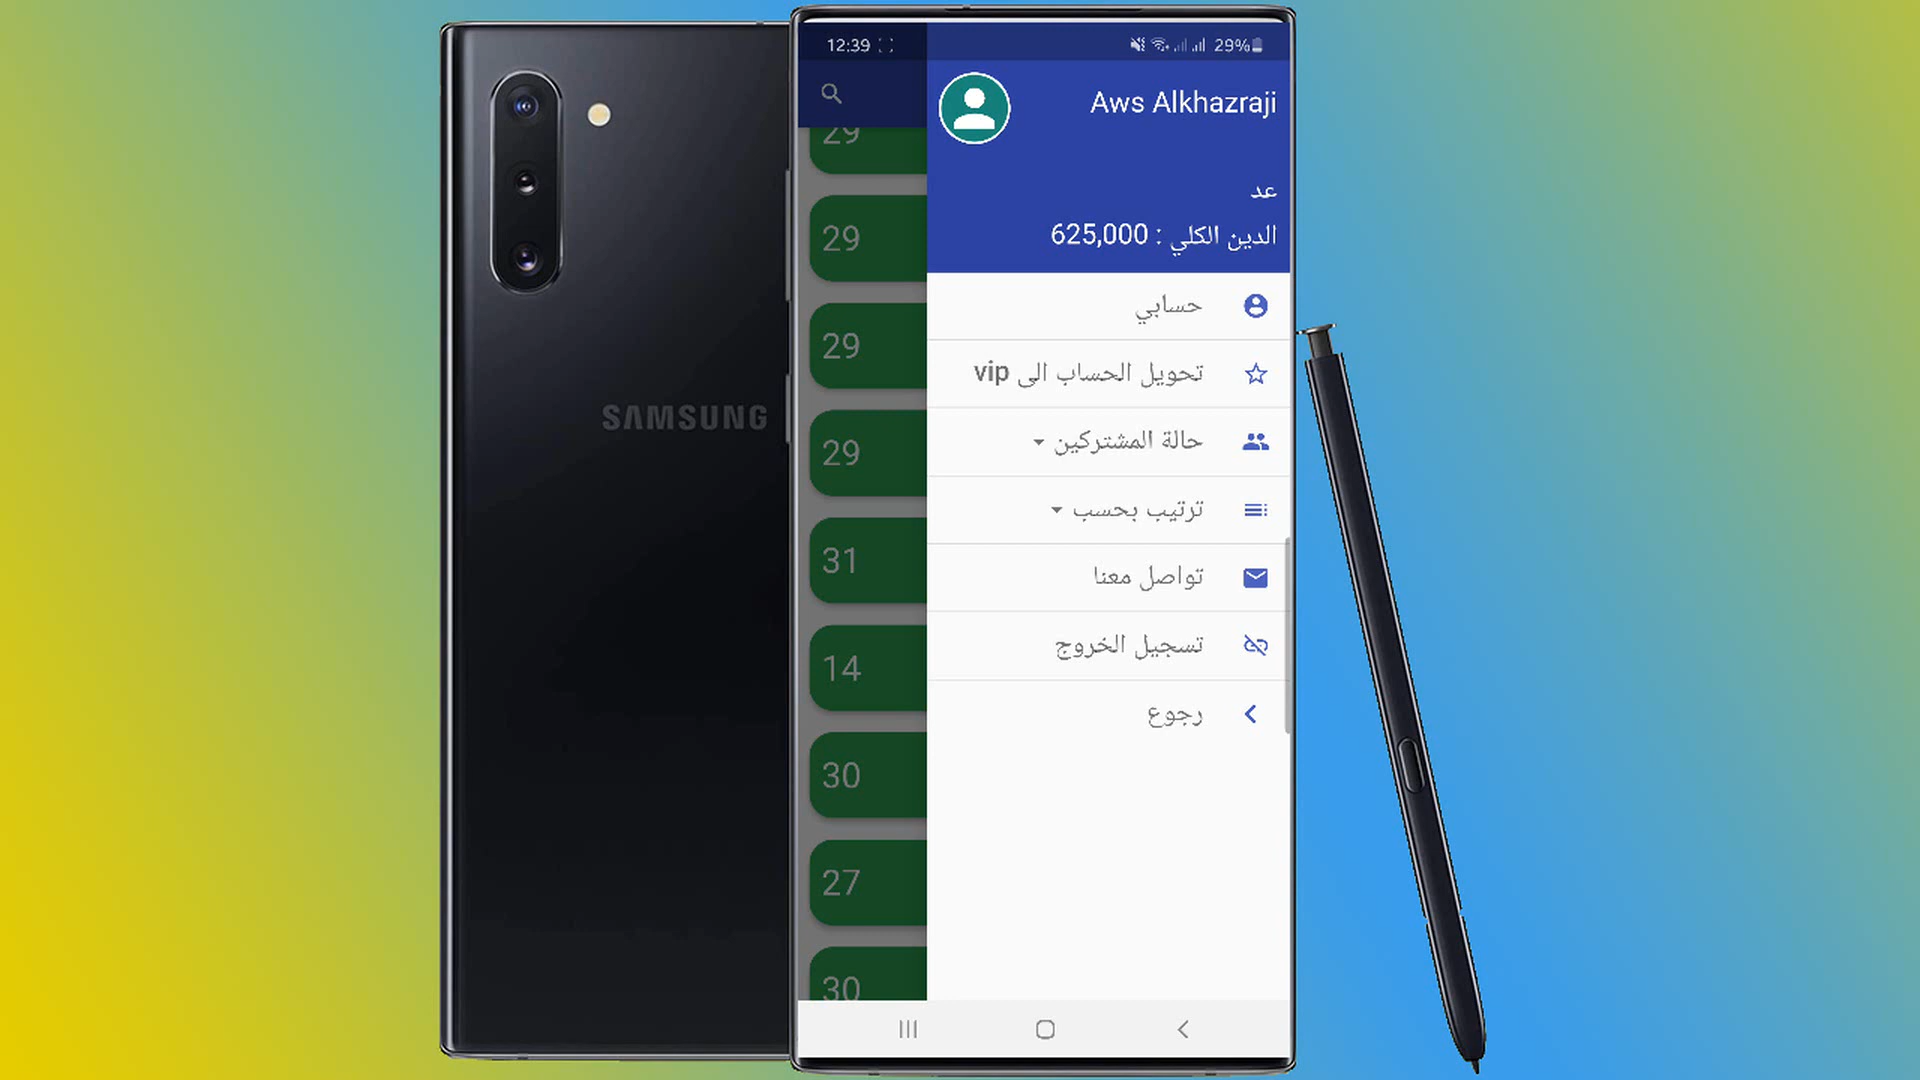 SAMSUNG
12:39
29%
Aws Alkhazraji
عد
الدين الكلي : 625,000
حسابي
تحويل الحساب الى vip
حالة المشتركين
ترتيب بحسب
تواصل معنا
تسجيل الخروج
رجوع
29
29
29
29
31
14
30
27
30